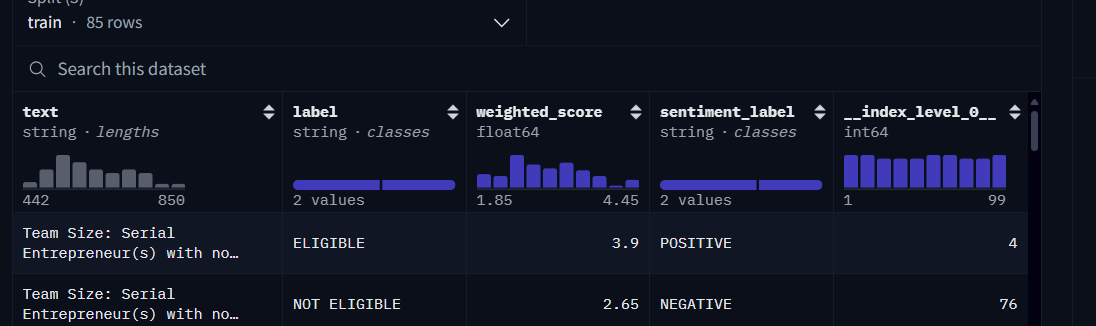 Split (3)
train · 85 rows
Search this dataset
text
string · lengths
442 850
label
string · classes
2 values
weighted_score
float64
1.85 4.45
sentiment_label
string · classes
2 values
__index_level_0__
int64
1 99
Team Size: Serial
Entrepreneur(s) with no…
ELIGIBLE
3.9
POSITIVE
4
Team Size: Serial
Entrepreneur(s) with no…
NOT ELIGIBLE
2.65
NEGATIVE
76